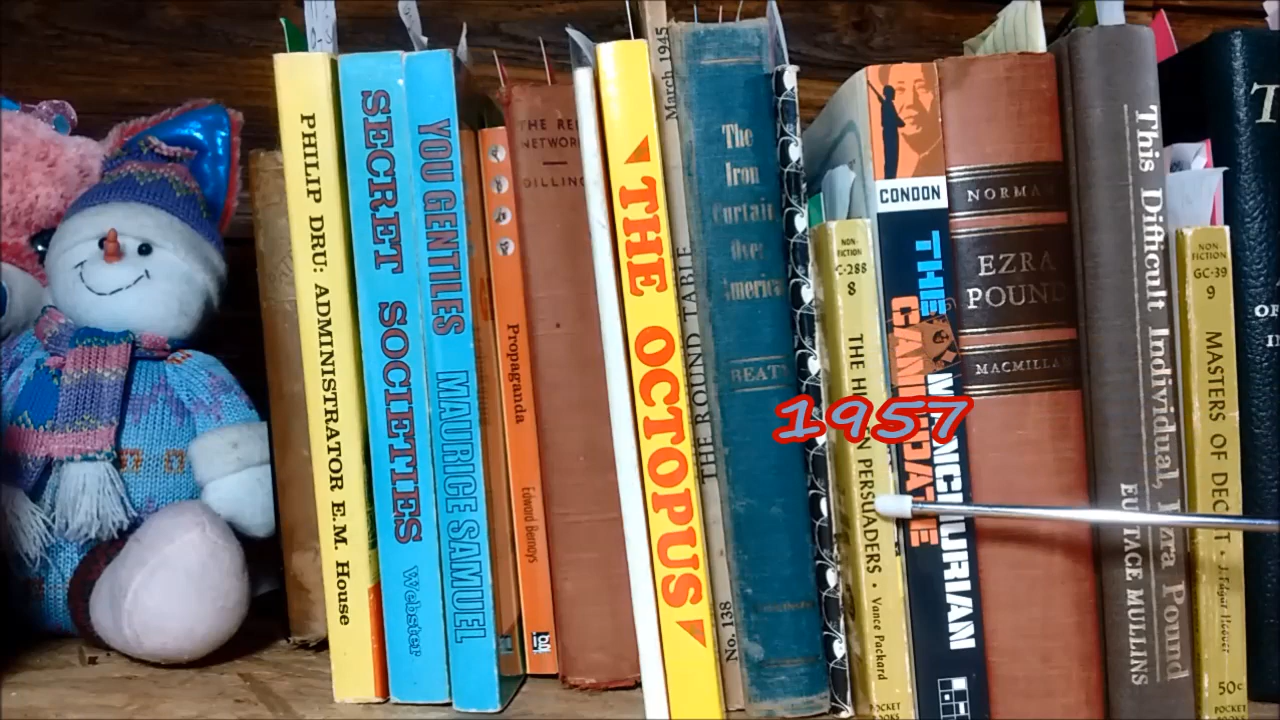 PHILIP DRU: ADMINISTRATOR E.M. House
SECRET SOCIETIES Webster
YOU GENTILES MAURICE SAMUEL
Propaganda Edward Bernays
THE RED
NETWORK
DILLING
THE OCTOPUS
March 1945
THE ROUND TABLE
No. 138
The
Iron
Curtain
Over
America
BEATY
NON-
FICTION
C-288
8
THE HIDDEN PERSUADERS • Vance Packard
POCKET
BOOKS
CONDON
THE MANCHURIAN
CANDIDATE
1957
NORMAN
EZRA
POUND
MACMILLAN
This Difficult Individual, Ezra Pound
EUSTACE MULLINS
NON-
FICTION
GC-39
9
MASTERS OF DECEIT • J. Edgar Hoover
50¢
POCKET